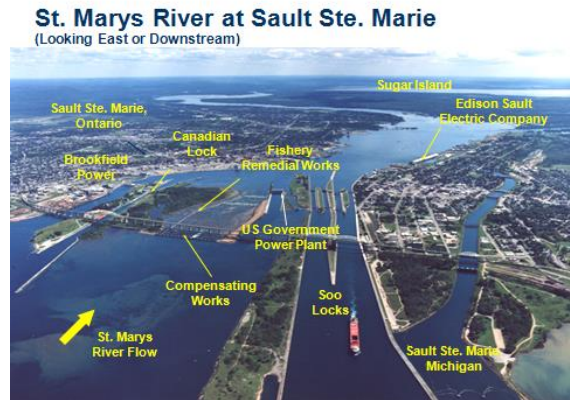 St. Marys River at Sault Ste. Marie
(Looking East or Downstream)
Sugar Island
Sault Ste. Marie,
Ontario
Edison Sault
Electric Company
Canadian
Lock
Fishery
Remedial Works
Brookfield
Power
US Government
Power Plant
Compensating
Works
Soo
Locks
St. Marys
River Flow
Sault Ste. Marie
Michigan